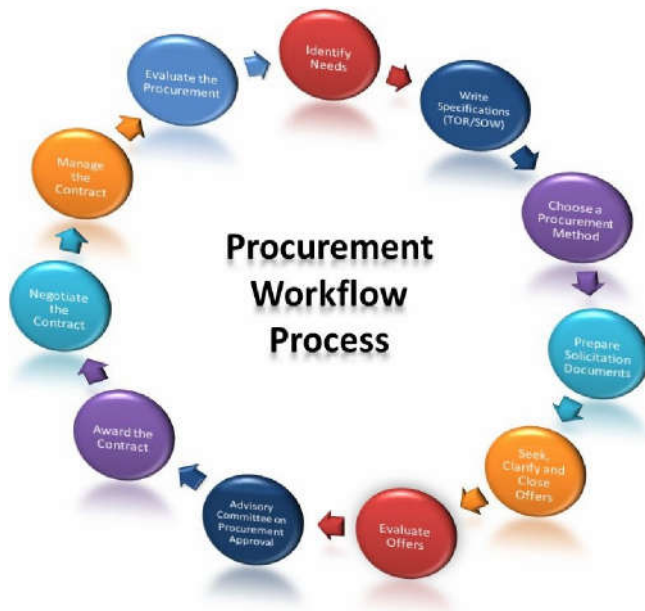 Procurement
Workflow
Process
Identify
Needs
Write
Specifications
(TOR/SOW)
Choose a
Procurement
Method
Prepare
Solicitation
Documents
Seek,
Clarify and
Close
Offers
Evaluate
Offers
Advisory
Committee on
Procurement
Approval
Award the
Contract
Negotiate
the
Contract
Manage
the
Contract
Evaluate the
Procurement